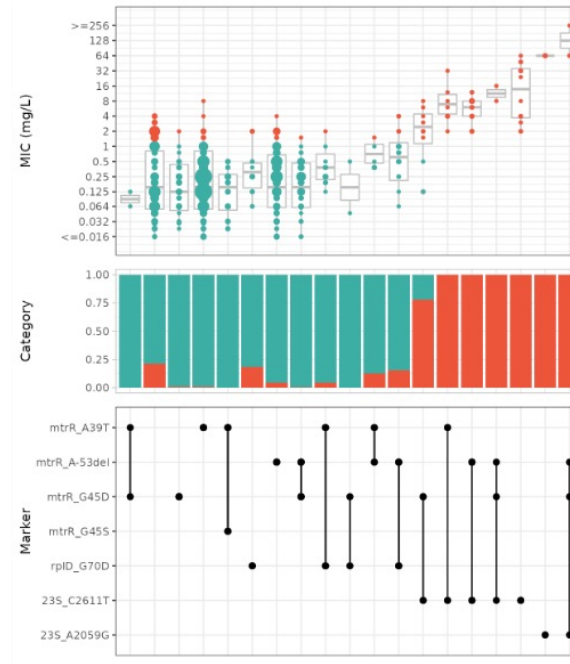 >=256
128
64
32
16
8
4
2
1
0.5
0.25
0.125
0.064
0.032
<=0.016
MIC (mg/L)
1.00
0.75
0.50
0.25
0.00
Category
mtrR_A39T
mtrR_A-53del
mtrR_G45D
mtrR_G45S
rplD_G70D
23S_C2611T
23S_A2059G
Marker